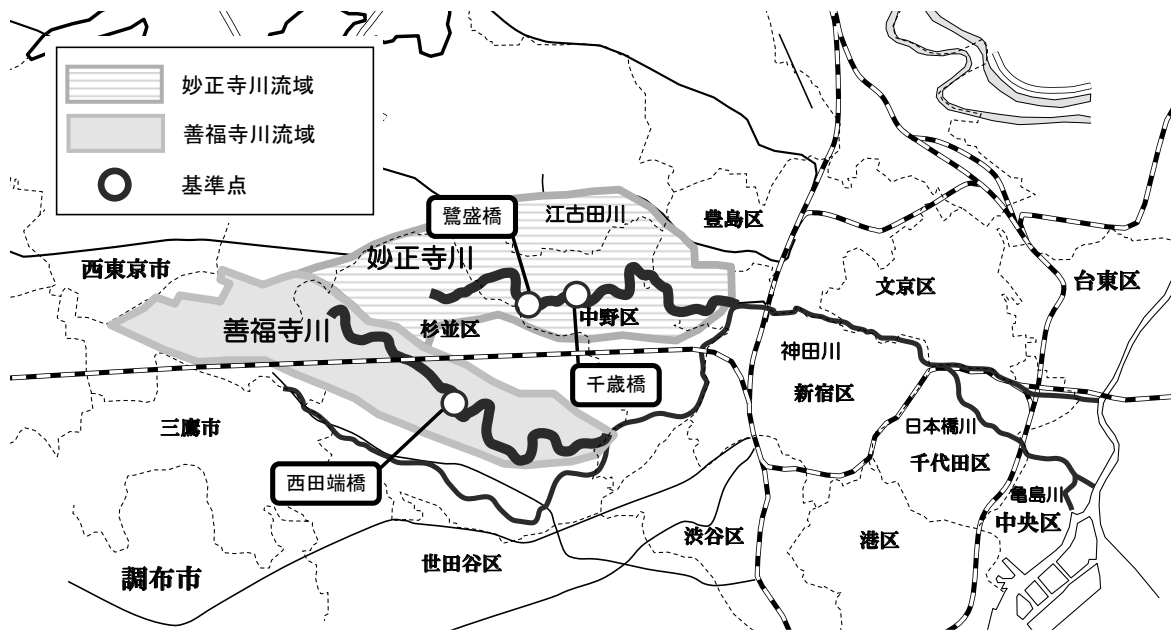 妙正寺川流域
善福寺川流域
基準点
鷺盛橋
江古田川
豊島区
妙正寺川
西東京市
台東区
文京区
善福寺川
杉並区
中野区
神田川
千歳橋
新宿区
三鷹市
日本橋川
千代田区
西田端橋
亀島川
中央区
渋谷区
港区
世田谷区
調布市